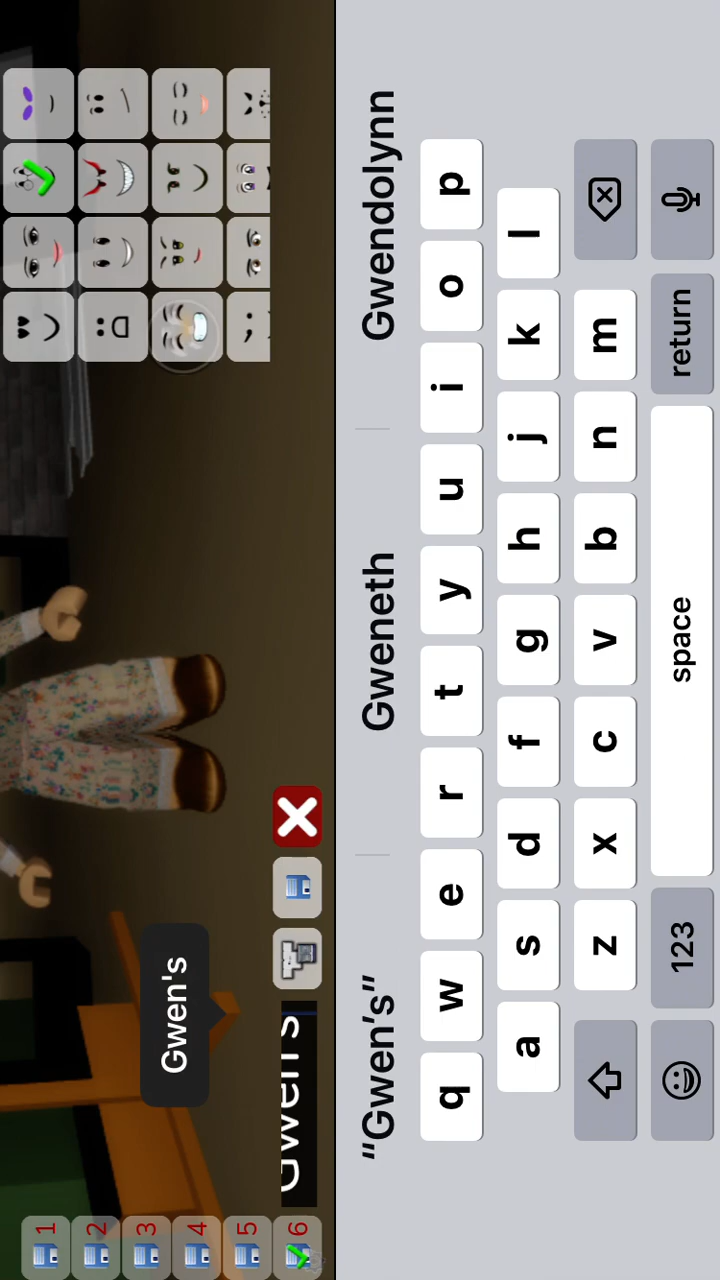 Gwen's
Gwen's
1
2
3
4
5
6
"Gwen's" Gweneth Gwendolynn
q w e r t y u i o p
a s d f g h j k l
z x c v b n m
123 space return